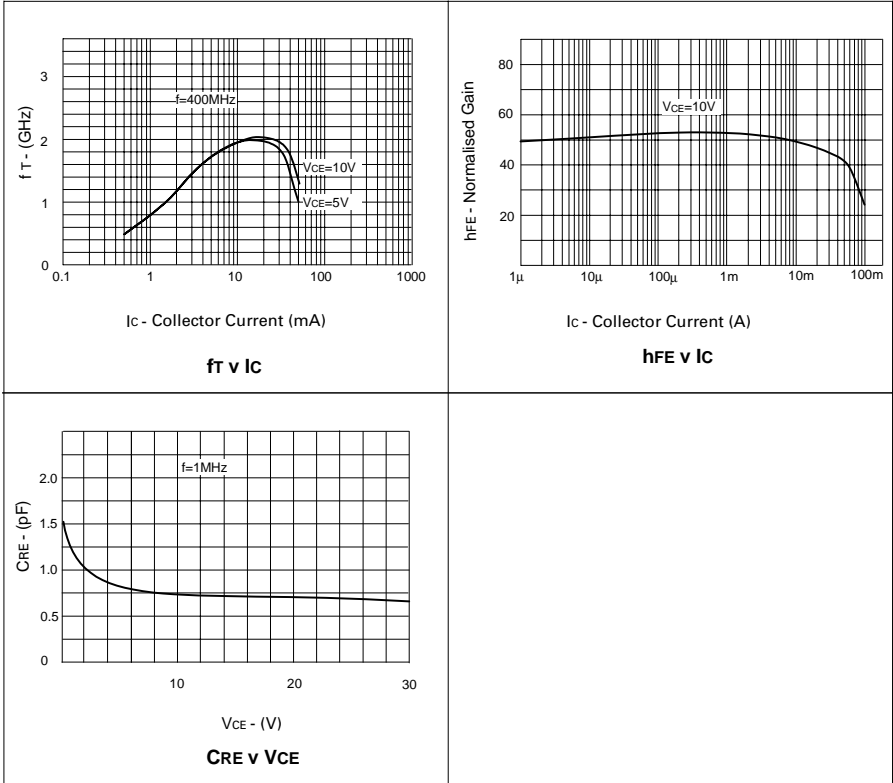 3
2
1
0
f T - (GHz)
f=400MHz
VCE=10V
VCE=5V
0.1 1 10 100 1000
IC - Collector Current (mA)
fT v IC
80
60
40
20
hFE - Normalised Gain
VCE=10V
1µ 10µ 100µ 1m 10m 100m
IC - Collector Current (A)
hFE v IC
2.0
1.5
1.0
0.5
0
CRE - (pF)
f=1MHz
10 20 30
VCE - (V)
CRE v VCE